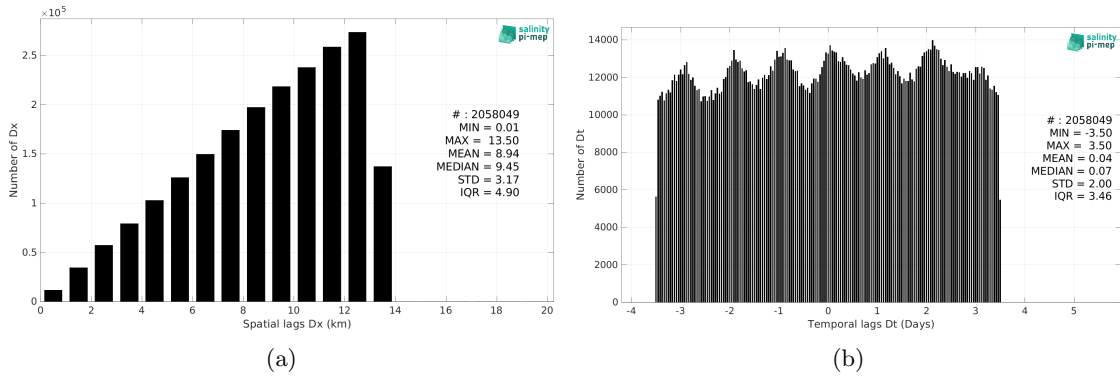 ×10⁵
salinity
pi-mep
2.5
2
1.5
1
0.5
0
Number of Dx
# : 2058049
MIN = 0.01
MAX = 13.50
MEAN = 8.94
MEDIAN = 9.45
STD = 3.17
IQR = 4.90
0 2 4 6 8 10 12 14 16 18 20
Spatial lags Dx (km)
(a)
salinity
pi-mep
14000
12000
10000
8000
6000
4000
2000
0
Number of Dt
# : 2058049
MIN = -3.50
MAX = 3.50
MEAN = 0.04
MEDIAN = 0.07
STD = 2.00
IQR = 3.46
-4 -3 -2 -1 0 1 2 3 4 5
Temporal lags Dt (Days)
(b)